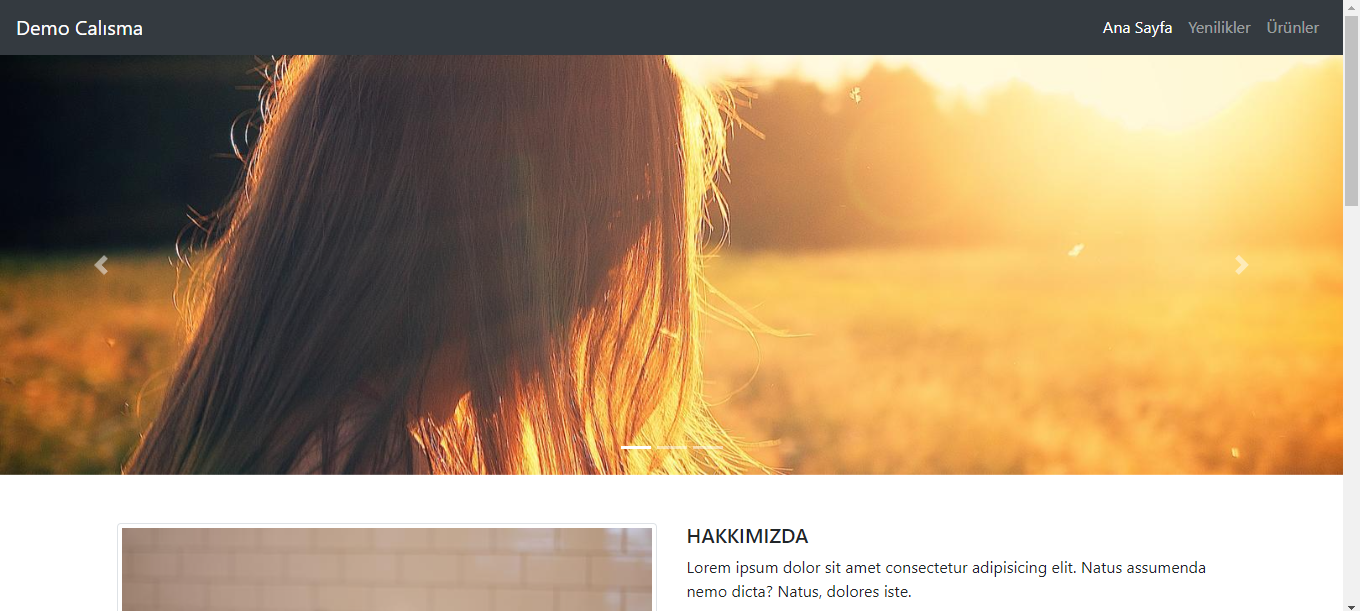 Demo Calısma
Ana Sayfa Yenilikler Ürünler
HAKKIMIZDA
Lorem ipsum dolor sit amet consectetur adipisicing elit. Natus assumenda
nemo dicta? Natus, dolores iste.